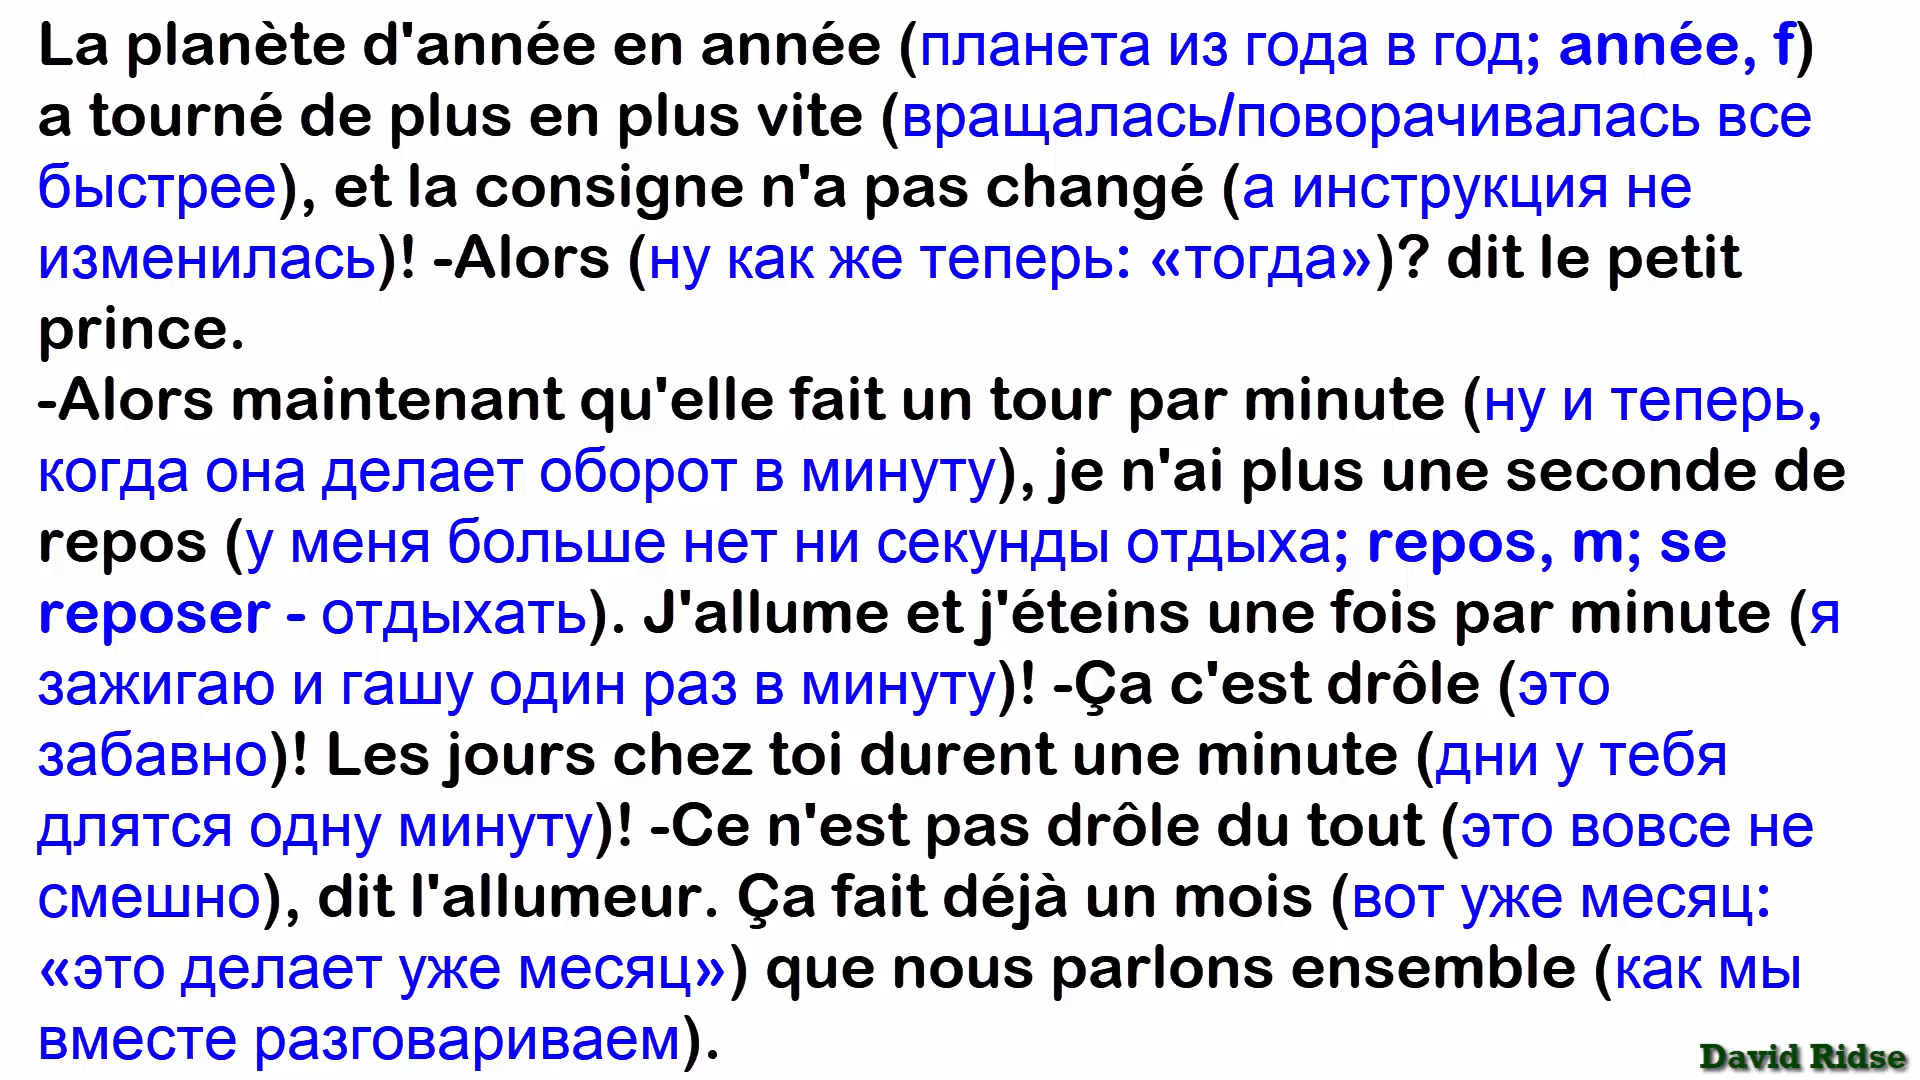 La planète d'année en année (планета из года в год; année, f)
a tourné de plus en plus vite (вращалась/поворачивалась все
быстрее), et la consigne n'a pas changé (а инструкция не
изменилась)! -Alors (ну как же теперь: «тогда»)? dit le petit
prince.
-Alors maintenant qu'elle fait un tour par minute (ну и теперь,
когда она делает оборот в минуту), je n'ai plus une seconde de
repos (у меня больше нет ни секунды отдыха; repos, m; se
reposer - отдыхать). J'allume et j'éteins une fois par minute (я
зажигаю и гашу один раз в минуту)! -Ça c'est drôle (это
забавно)! Les jours chez toi durent une minute (дни у тебя
длятся одну минуту)! -Ce n'est pas drôle du tout (это вовсе не
смешно), dit l'allumeur. Ça fait déjà un mois (вот уже месяц:
«это делает уже месяц») que nous parlons ensemble (как мы
вместе разговариваем).
David Ridse